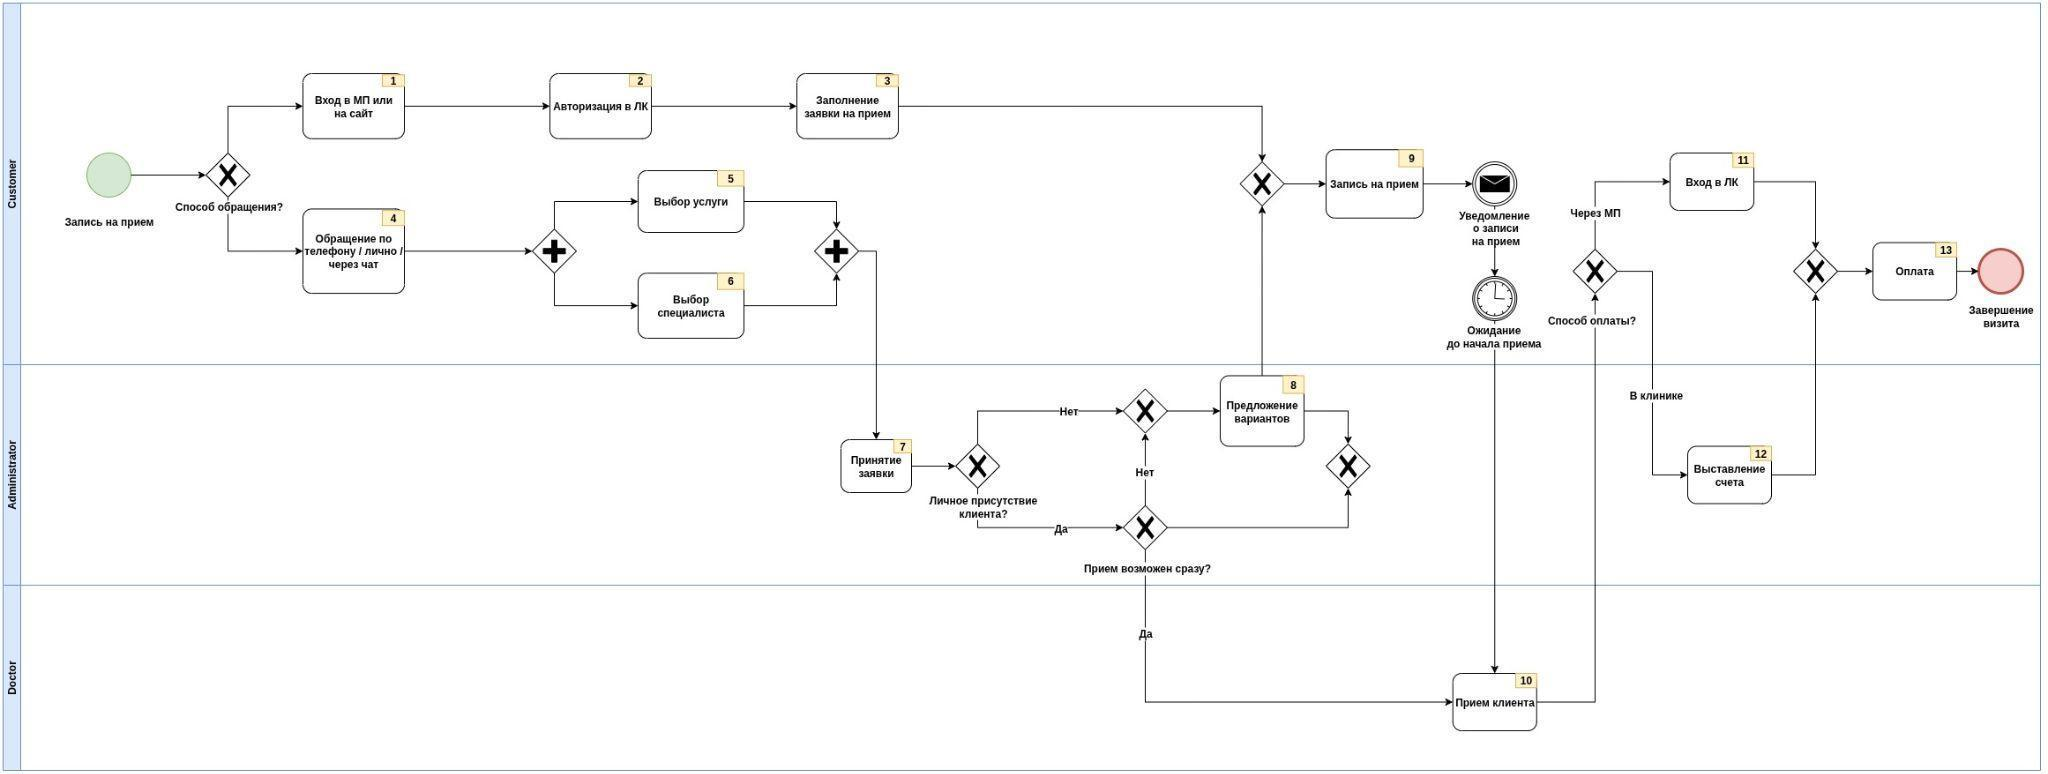 Customer
Запись на прием
Способ обращения?
1
Вход в МП или
на сайт
2
Авторизация в ЛК
3
Заполнение
заявки на прием
4
Обращение по
телефону / лично /
через чат
5
Выбор услуги
6
Выбор
специалиста
9
Запись на прием
Уведомление
о записи
на прием
Ожидание
до начала приема
Через МП
Способ оплаты?
11
Вход в ЛК
13
Оплата
Завершение
визита
Administrator
7
Принятие
заявки
Личное присутствие
клиента?
Нет
Да
Нет
Прием возможен сразу?
8
Предложение
вариантов
В клинике
12
Выставление
счета
Doctor
Да
10
Прием клиента